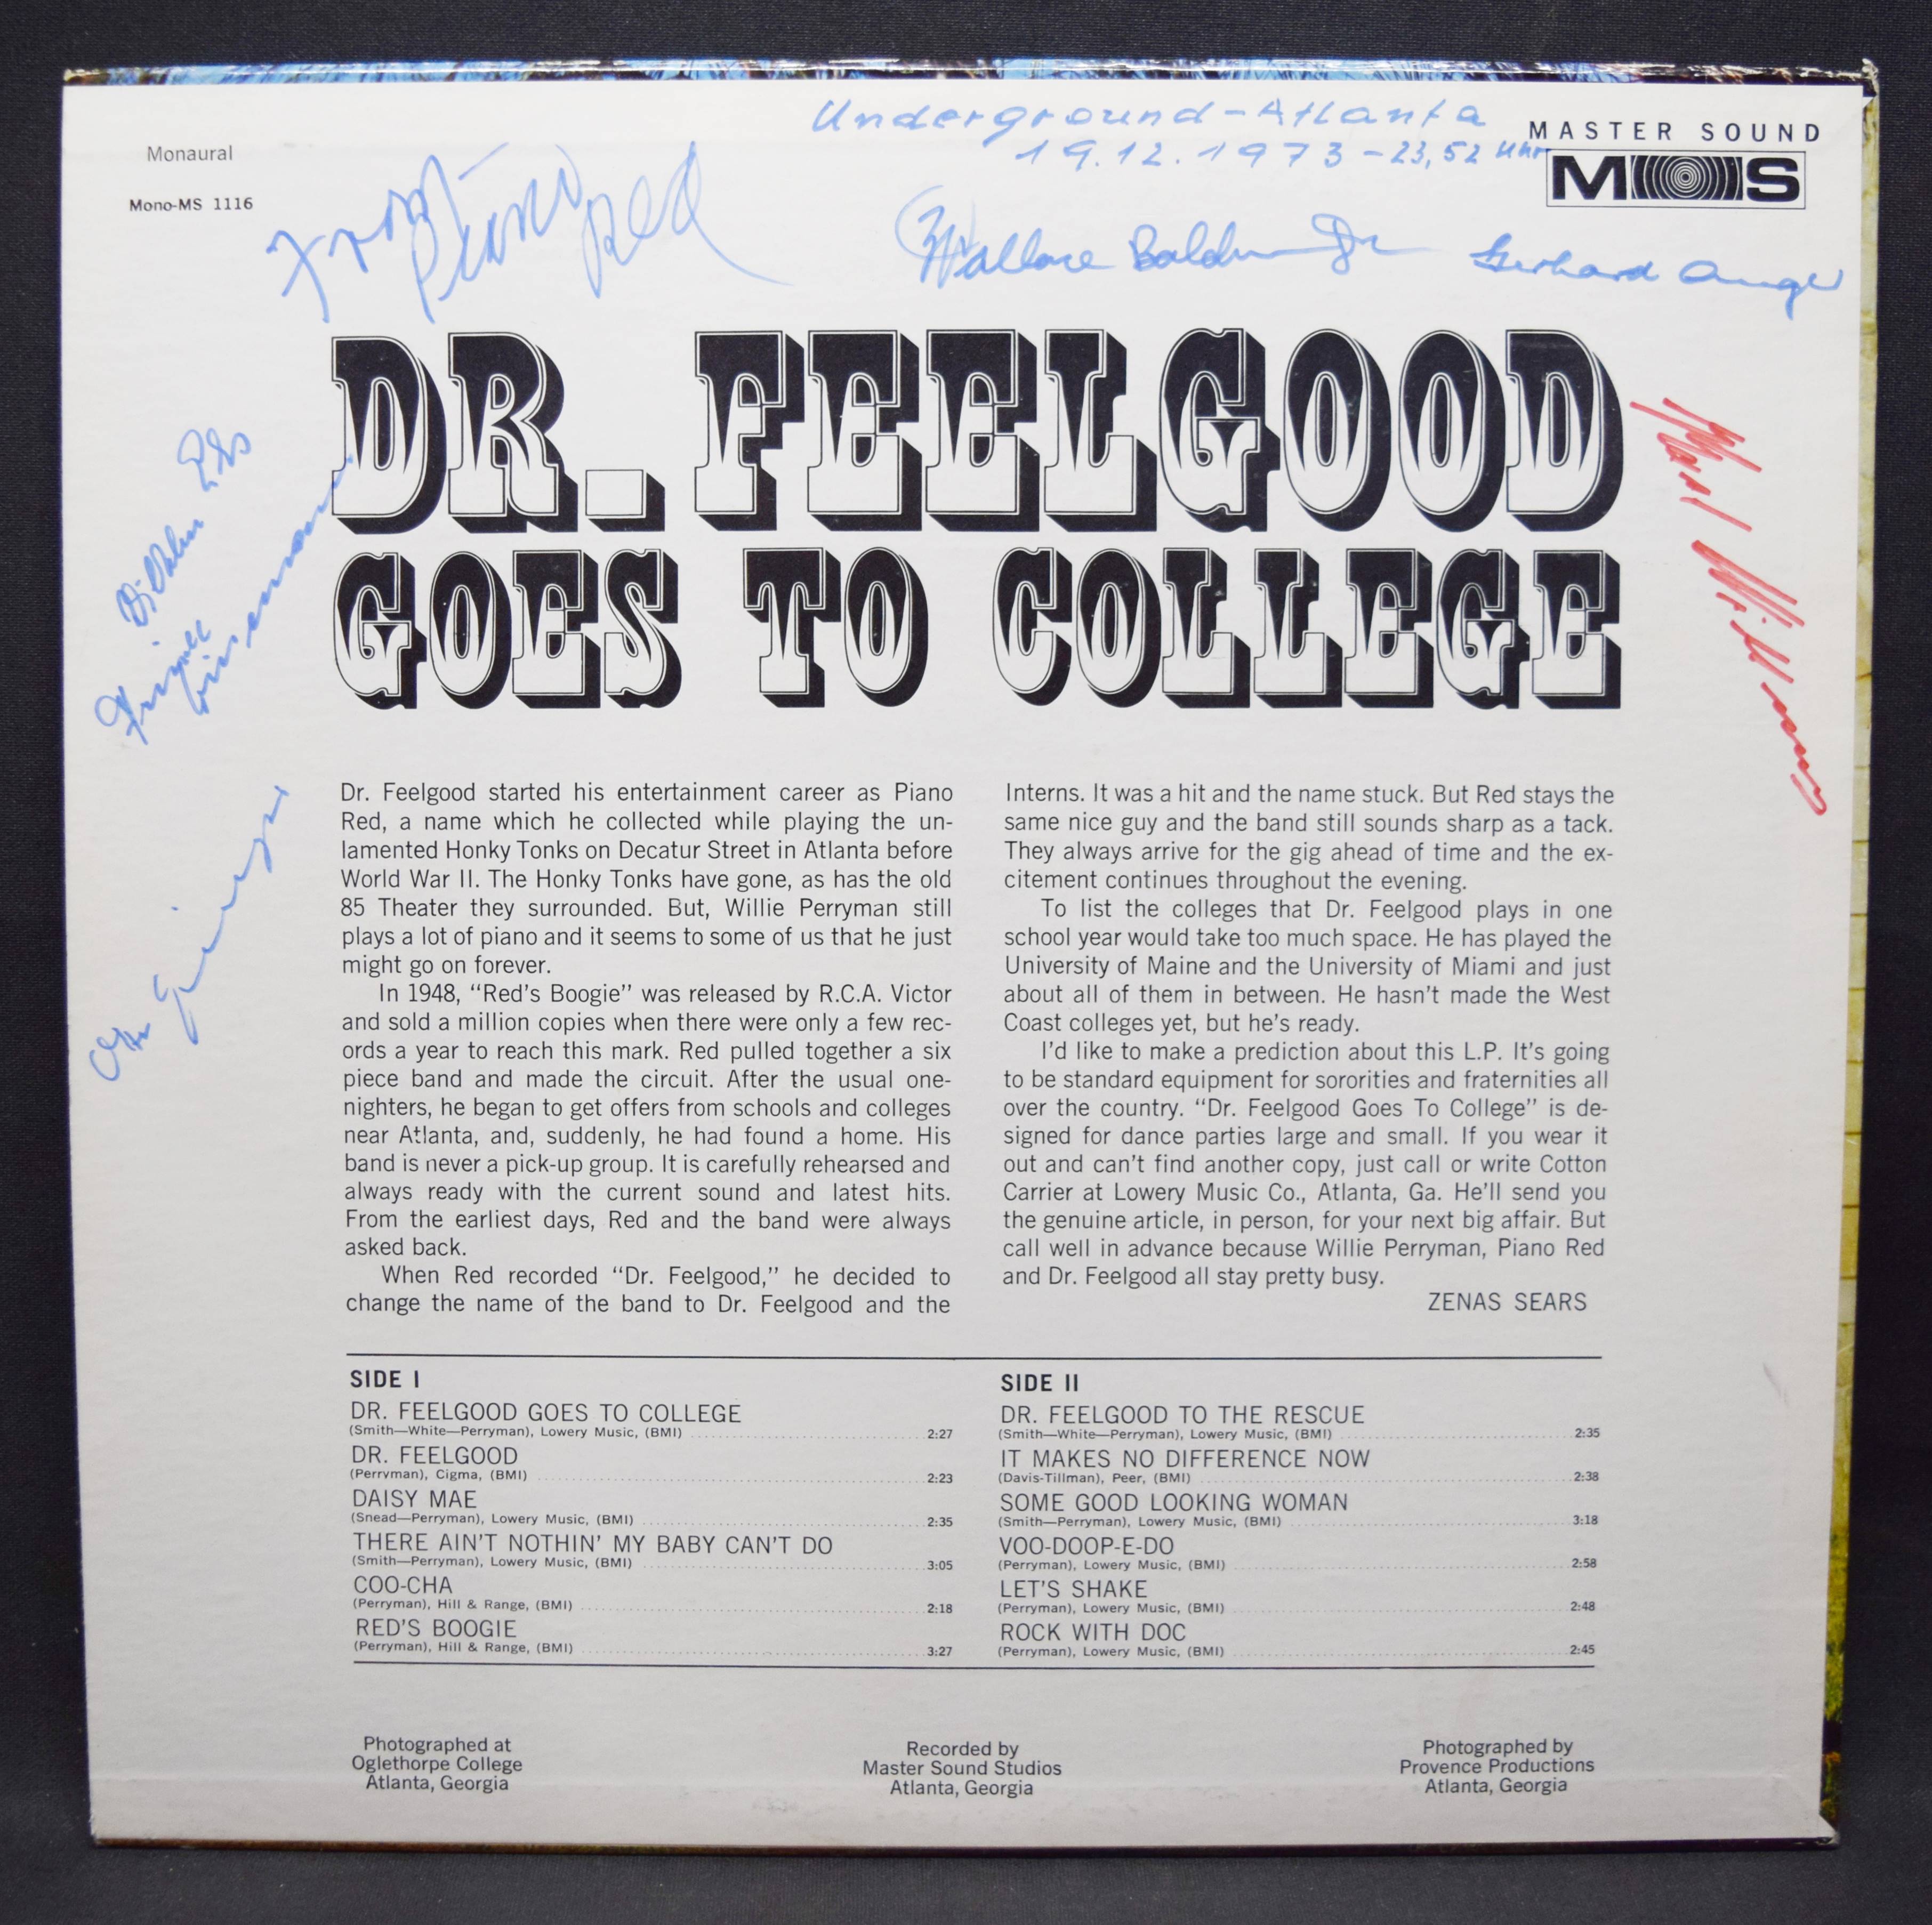 Underground-Atlanta
19.12.1973-23,52 Uhr
MASTER SOUND
MS
Monaural
Mono-MS 1116
From
Piano Red
Wallace Baldwin Jr
Gerhard
DR. FEELGOOD
GOES TO COLLEGE
Dr. Feelgood started his entertainment career as Piano
Red, a name which he collected while playing the un-
lamented Honky Tonks on Decatur Street in Atlanta before
World War II. The Honky Tonks have gone, as has the old
85 Theater they surrounded. But, Willie Perryman still
plays a lot of piano and it seems to some of us that he just
might go on forever.
In 1948, “Red’s Boogie” was released by R.C.A. Victor
and sold a million copies when there were only a few rec-
ords a year to reach this mark. Red pulled together a six
piece band and made the circuit. After the usual one-
nighters, he began to get offers from schools and colleges
near Atlanta, and, suddenly, he had found a home. His
band is never a pick-up group. It is carefully rehearsed and
always ready with the current sound and latest hits.
From the earliest days, Red and the band were always
asked back.
When Red recorded “Dr. Feelgood,” he decided to
change the name of the band to Dr. Feelgood and the
Interns. It was a hit and the name stuck. But Red stays the
same nice guy and the band still sounds sharp as a tack.
They always arrive for the gig ahead of time and the ex-
citement continues throughout the evening.
To list the colleges that Dr. Feelgood plays in one
school year would take too much space. He has played the
University of Maine and the University of Miami and just
about all of them in between. He hasn’t made the West
Coast colleges yet, but he’s ready.
I’d like to make a prediction about this L.P. It’s going
to be standard equipment for sororities and fraternities all
over the country. “Dr. Feelgood Goes To College” is de-
signed for dance parties large and small. If you wear it
out and can’t find another copy, just call or write Cotton
Carrier at Lowery Music Co., Atlanta, Ga. He’ll send you
the genuine article, in person, for your next big affair. But
call well in advance because Willie Perryman, Piano Red
and Dr. Feelgood all stay pretty busy.
ZENAS SEARS
SIDE I
DR. FEELGOOD GOES TO COLLEGE
(Smith—White—Perryman), Lowery Music, (BMI) 2:27
DR. FEELGOOD
(Perryman), Cigma, (BMI) 2:23
DAISY MAE
(Snead—Perryman), Lowery Music, (BMI) 2:35
THERE AIN’T NOTHIN’ MY BABY CAN’T DO
(Smith—Perryman), Lowery Music, (BMI) 3:05
COO-CHA
(Perryman), Hill & Range, (BMI) 2:18
RED’S BOOGIE
(Perryman), Hill & Range, (BMI) 3:27
SIDE II
DR. FEELGOOD TO THE RESCUE
(Smith—White—Perryman), Lowery Music, (BMI) 2:35
IT MAKES NO DIFFERENCE NOW
(Davis-Tillman), Peer, (BMI) 2:38
SOME GOOD LOOKING WOMAN
(Smith—Perryman), Lowery Music, (BMI) 3:18
VOO-DOOP-E-DO
(Perryman), Lowery Music, (BMI) 2:58
LET’S SHAKE
(Perryman), Lowery Music, (BMI) 2:48
ROCK WITH DOC
(Perryman), Lowery Music, (BMI) 2:45
Photographed at
Oglethorpe College
Atlanta, Georgia
Recorded by
Master Sound Studios
Atlanta, Georgia
Photographed by
Provence Productions
Atlanta, Georgia